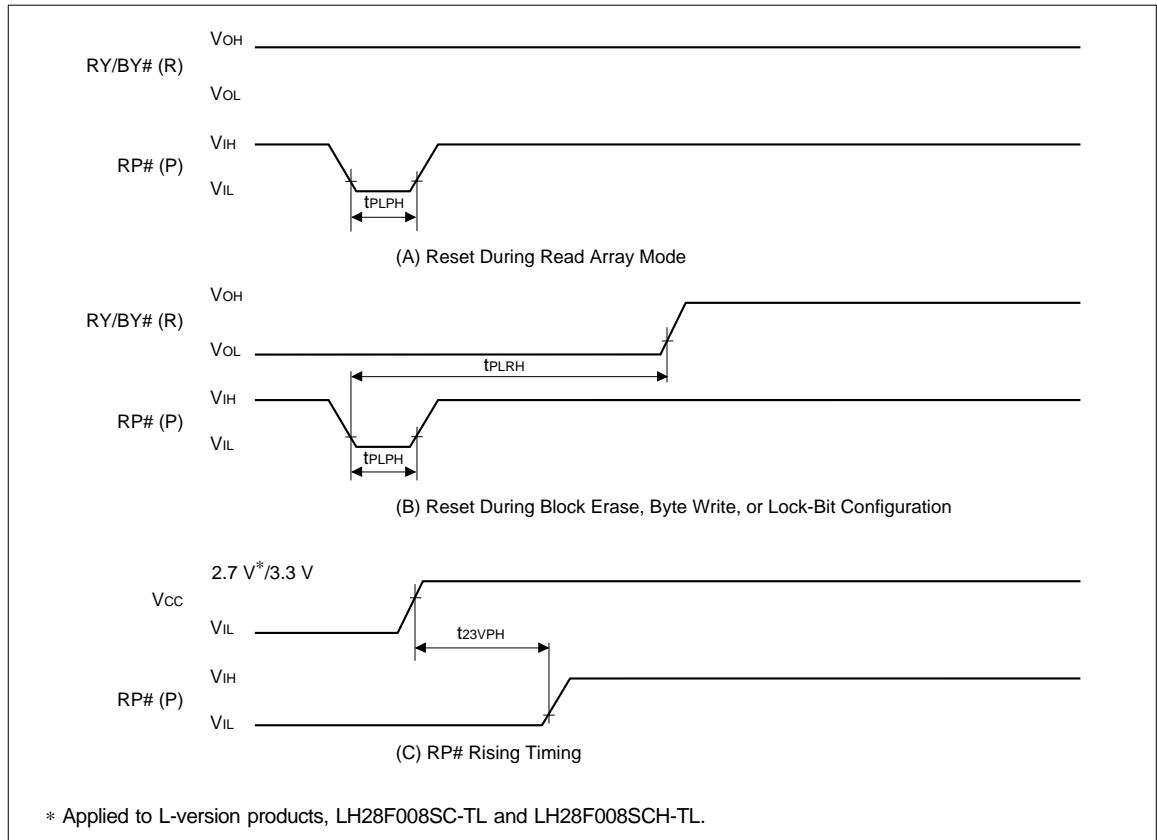 VOH
RY/BY# (R)
VOL
VIH
RP# (P)
VIL
tPLPH
(A) Reset During Read Array Mode
VOH
RY/BY# (R)
VOL
tPLRH
VIH
RP# (P)
VIL
tPLPH
(B) Reset During Block Erase, Byte Write, or Lock-Bit Configuration
2.7 V*/3.3 V
VCC
VIL
t23VPH
VIH
RP# (P)
VIL
(C) RP# Rising Timing
* Applied to L-version products, LH28F008SC-TL and LH28F008SCH-TL.